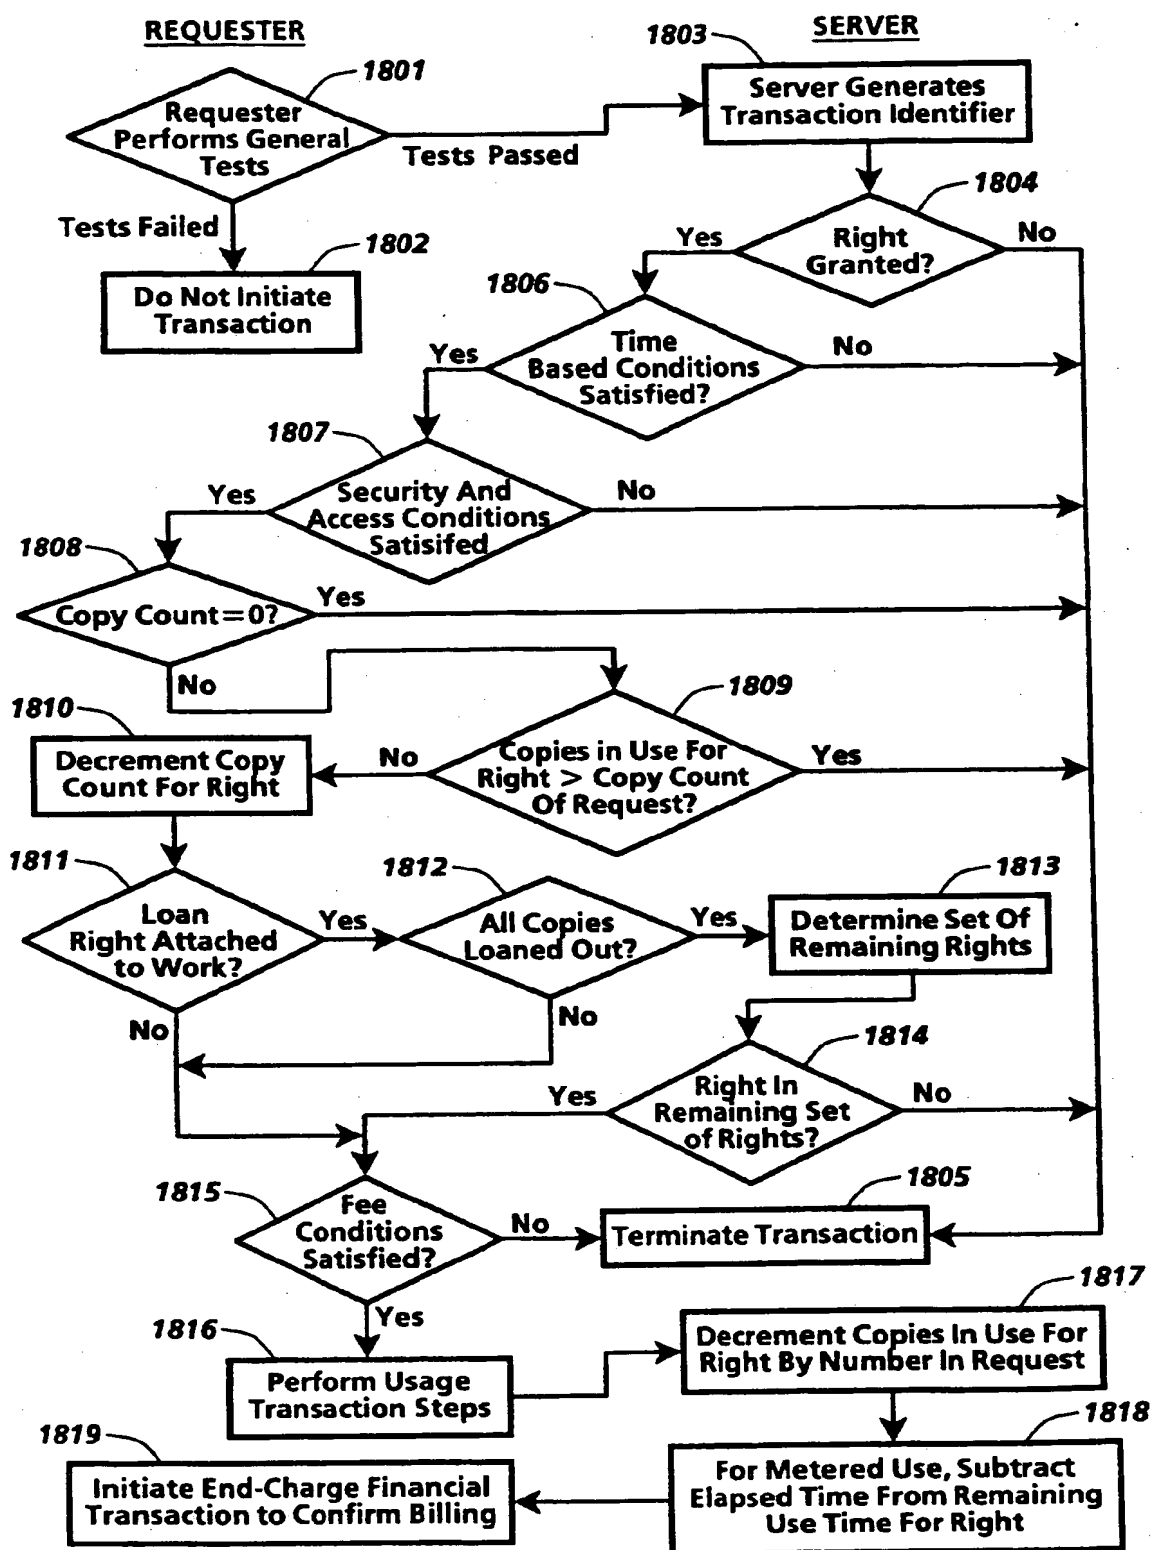 REQUESTER
SERVER
1801
1803
Requester
Performs General
Tests
Tests Passed
Server Generates
Transaction Identifier
Tests Failed
1802
Do Not Initiate
Transaction
1804
Right
Granted?
Yes
No
1806
Time
Based Conditions
Satisfied?
Yes
No
1807
Security And
Access Conditions
Satisifed
Yes
No
1808
Copy Count=0?
Yes
No
1809
Copies in Use For
Right > Copy Count
Of Request?
No
Yes
1810
Decrement Copy
Count For Right
1811
Loan
Right Attached
to Work?
Yes
No
1812
All Copies
Loaned Out?
Yes
No
1813
Determine Set Of
Remaining Rights
1814
Right In
Remaining Set
of Rights?
Yes
No
1815
Fee
Conditions
Satisfied?
No
Yes
1805
Terminate Transaction
1816
Perform Usage
Transaction Steps
1817
Decrement Copies In Use For
Right By Number In Request
1818
For Metered Use, Subtract
Elapsed Time From Remaining
Use Time For Right
1819
Initiate End-Charge Financial
Transaction to Confirm Billing